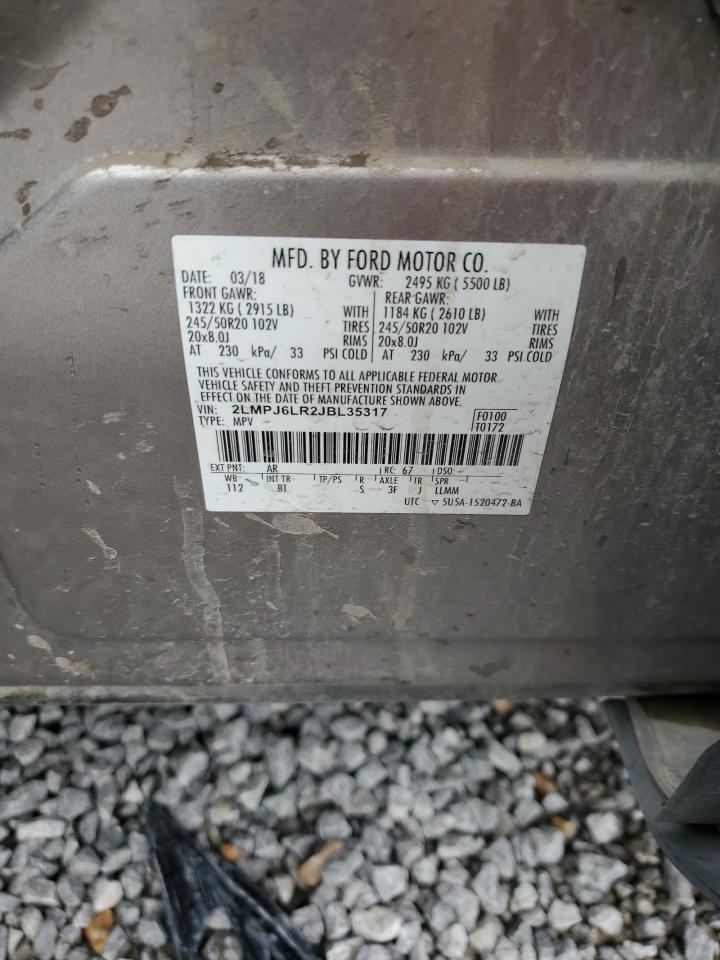 MFD. BY FORD MOTOR CO.
DATE: 03/18 GVWR: 2495 KG ( 5500 LB)
FRONT GAWR: REAR GAWR:
1322 KG ( 2915 LB) WITH 1184 KG ( 2610 LB) WITH
245/50R20 102V TIRES 245/50R20 102V TIRES
20x8.0J RIMS 20x8.0J RIMS
AT 230 kPa/ 33 PSI COLD AT 230 kPa/ 33 PSI COLD
THIS VEHICLE CONFORMS TO ALL APPLICABLE FEDERAL MOTOR
VEHICLE SAFETY AND THEFT PREVENTION STANDARDS IN
EFFECT ON THE DATE OF MANUFACTURE SHOWN ABOVE.
VIN: 2LMPJ6LR2JBL35317 F0100
TYPE: MPV T0172
EXT PNT: AR RC: 67 DSO:
WB INT TR TP/PS R AXLE TR SPR
112 BT S 3F J LLMM
UTC ▽ 5U5A-1520472-BA